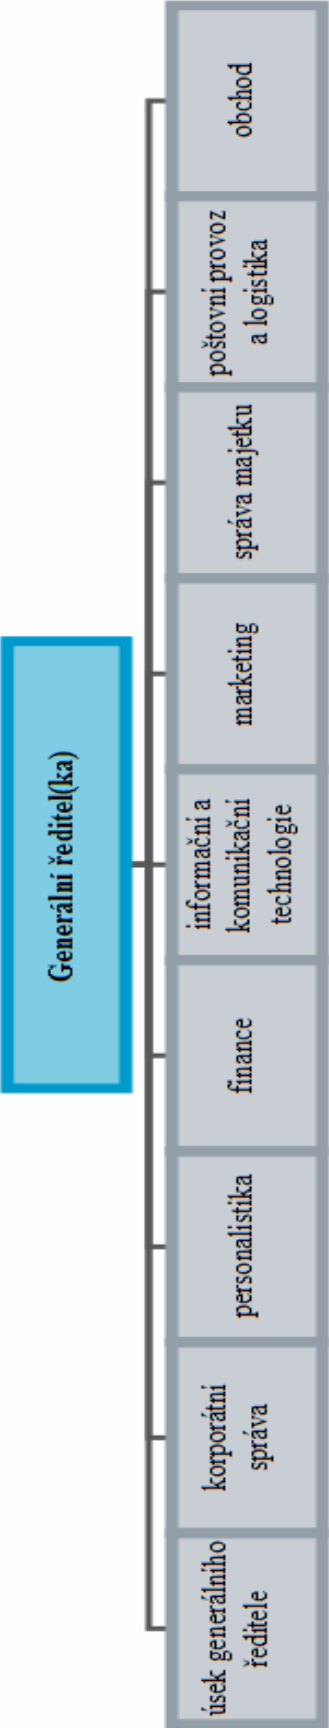 Generální ředitel(ka)
úsek generálního
ředitele
korporátní
správa
personalistika
finance
informační a
komunikační
technologie
marketing
správa majetku
poštovní provoz
a logistika
obchod